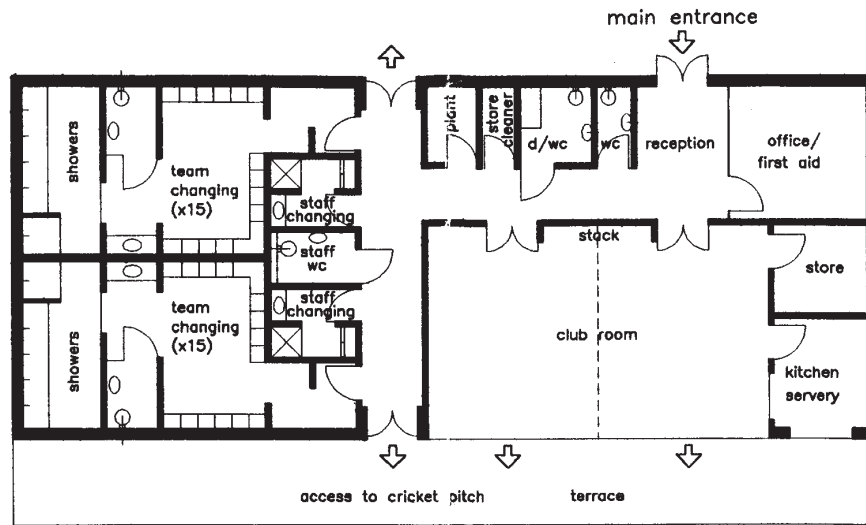 main entrance
showers
team
changing
(x15)
staff
changing
staff
wc
staff
changing
team
changing
(x15)
showers
plant
store
cleaner
d/wc
wc
reception
office/
first aid
stack
club room
store
kitchen
servery
access to cricket pitch
terrace